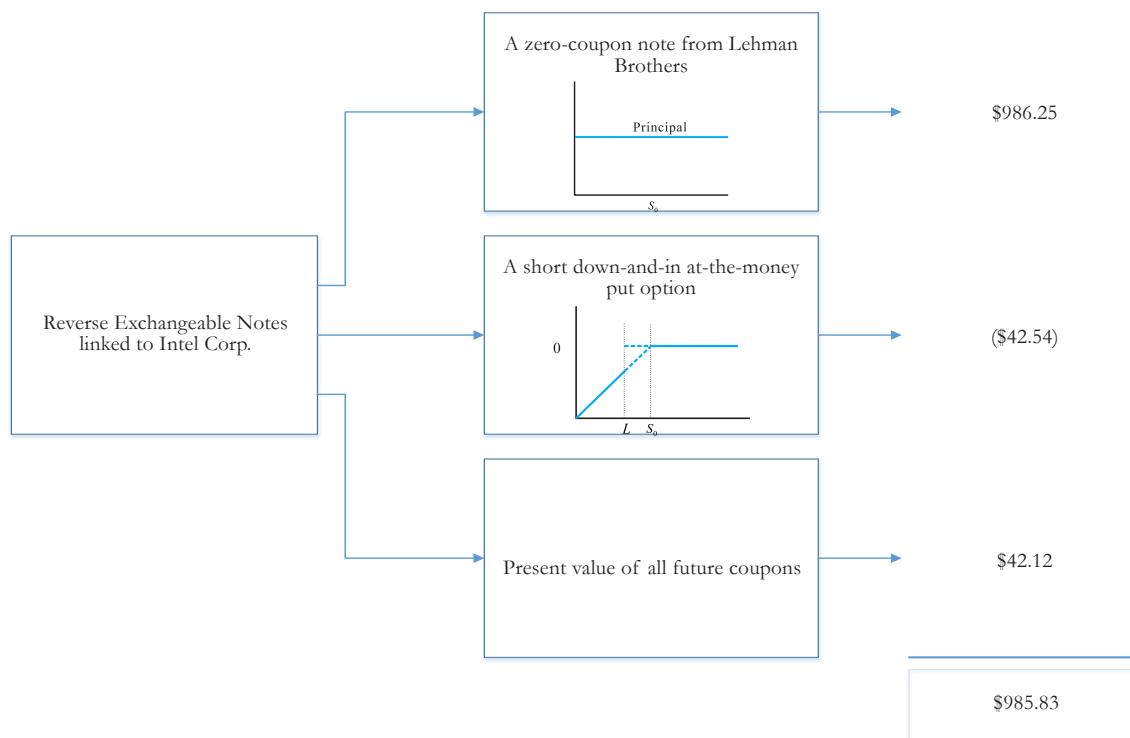 A zero-coupon note from Lehman
Brothers
Principal
S₀
$986.25
Reverse Exchangeable Notes
linked to Intel Corp.
A short down-and-in at-the-money
put option
0
L S₀
($42.54)
Present value of all future coupons
$42.12
$985.83